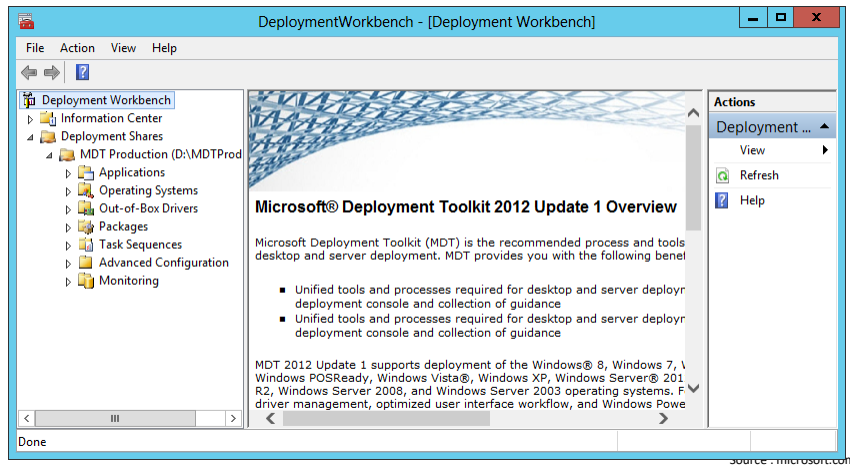 DeploymentWorkbench - [Deployment Workbench]
File Action View Help
Deployment Workbench
Information Center
Deployment Shares
MDT Production (D:\MDTProd
Applications
Operating Systems
Out-of-Box Drivers
Packages
Task Sequences
Advanced Configuration
Monitoring
Microsoft® Deployment Toolkit 2012 Update 1 Overview
Microsoft Deployment Toolkit (MDT) is the recommended process and tools
desktop and server deployment. MDT provides you with the following
Unified tools and processes required for desktop and server
deployment console and collection of guidance
Unified tools and processes required for desktop and server
deployment console and collection of guidance
MDT 2012 Update 1 supports deployment of the Windows® 8, Windows 7,
Windows POSReady, Windows Vista®, Windows XP, Windows Server® 201
R2, Windows Server 2008, and Windows Server 2003 operating systems.
driver management, optimized user interface workflow, and Windows
Actions
Deployment ...
View
Refresh
Help
Done
Source : microsoft.com